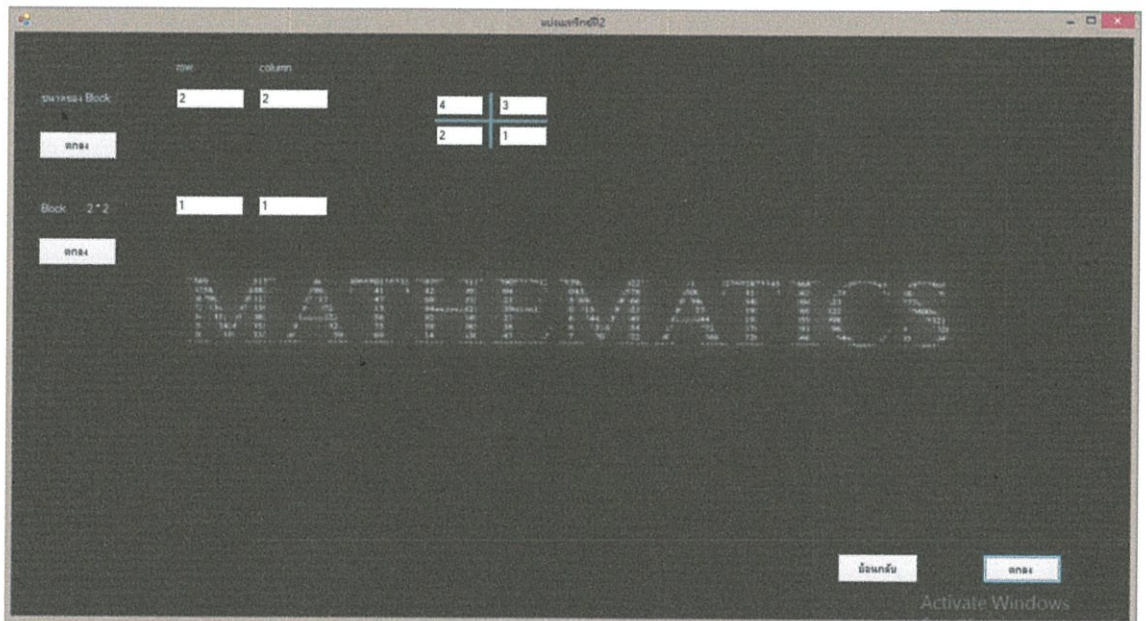 แบ่งเมทริกซ์ที่2
row column
ขนาดของ Block 2 2
4 3
ตกลง
2 1
Block 2 * 2 1 1
ตกลง
MATHEMATICS
ย้อนกลับ ตกลง
Activate Windows